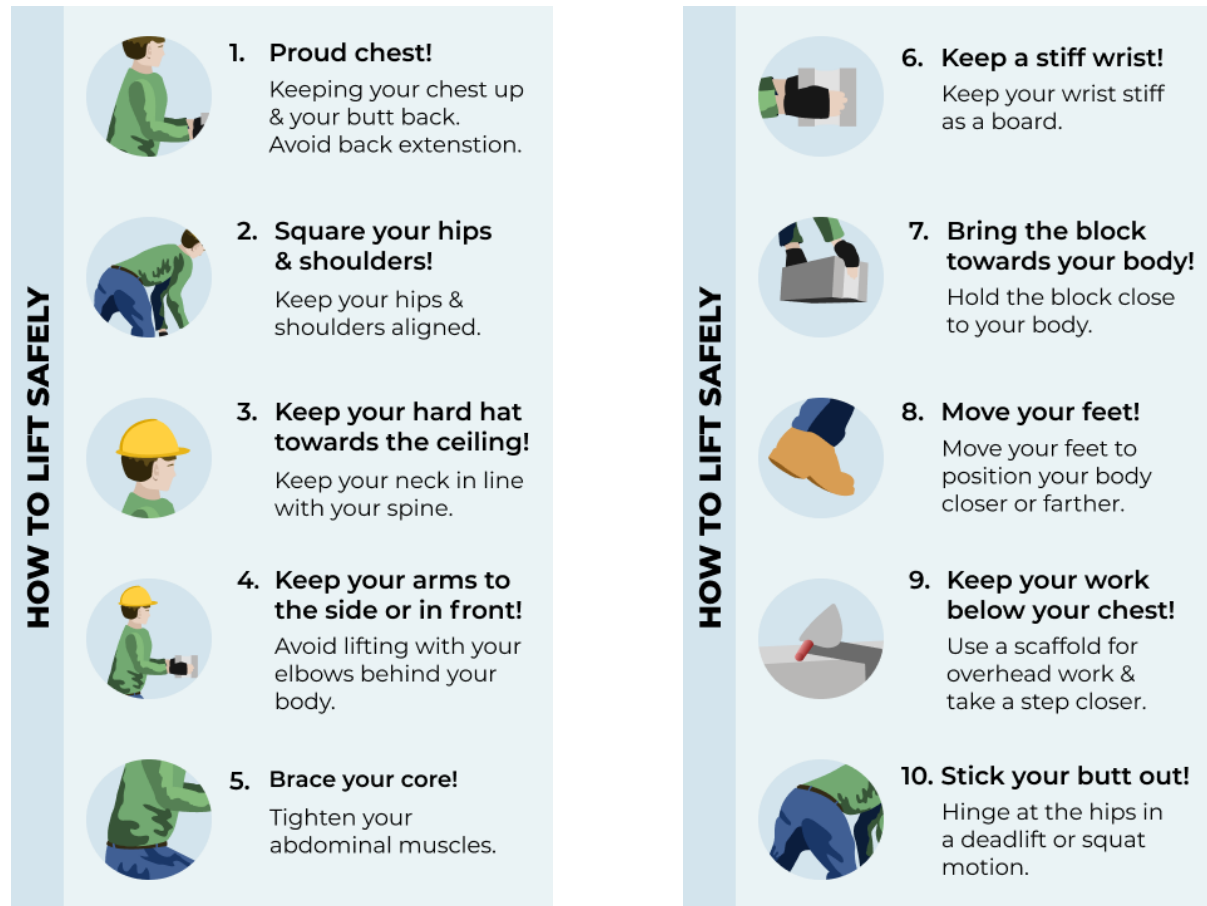 HOW TO LIFT SAFELY
1. Proud chest!
Keeping your chest up
& your butt back.
Avoid back extenstion.
2. Square your hips
& shoulders!
Keep your hips &
shoulders aligned.
3. Keep your hard hat
towards the ceiling!
Keep your neck in line
with your spine.
4. Keep your arms to
the side or in front!
Avoid lifting with your
elbows behind your
body.
5. Brace your core!
Tighten your
abdominal muscles.
HOW TO LIFT SAFELY
6. Keep a stiff wrist!
Keep your wrist stiff
as a board.
7. Bring the block
towards your body!
Hold the block close
to your body.
8. Move your feet!
Move your feet to
position your body
closer or farther.
9. Keep your work
below your chest!
Use a scaffold for
overhead work &
take a step closer.
10. Stick your butt out!
Hinge at the hips in
a deadlift or squat
motion.